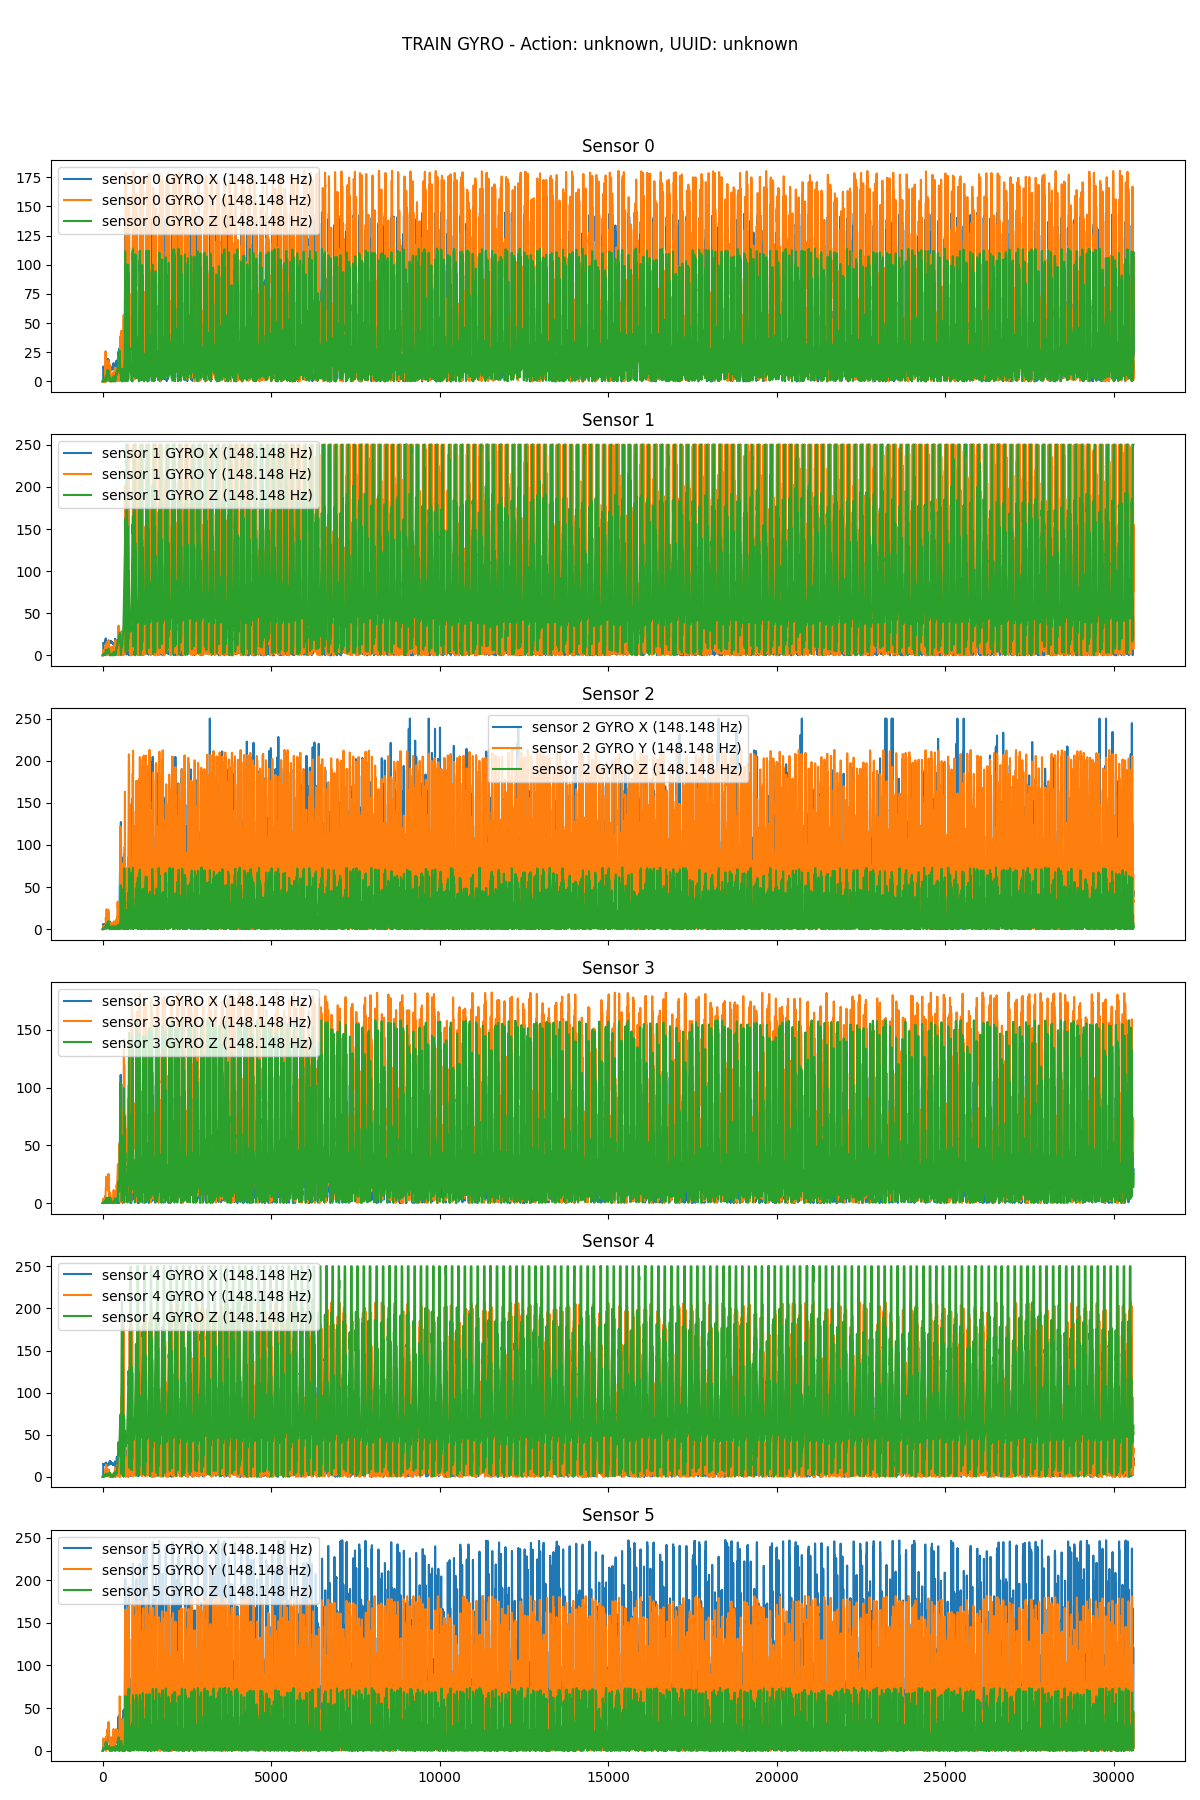 TRAIN GYRO - Action: unknown, UUID: unknown
Sensor 0
175
150
125
100
75
50
25
0
sensor 0 GYRO X (148.148 Hz)
sensor 0 GYRO Y (148.148 Hz)
sensor 0 GYRO Z (148.148 Hz)
Sensor 1
250
200
150
100
50
0
sensor 1 GYRO X (148.148 Hz)
sensor 1 GYRO Y (148.148 Hz)
sensor 1 GYRO Z (148.148 Hz)
Sensor 2
250
200
150
100
50
0
sensor 2 GYRO X (148.148 Hz)
sensor 2 GYRO Y (148.148 Hz)
sensor 2 GYRO Z (148.148 Hz)
Sensor 3
150
100
50
0
sensor 3 GYRO X (148.148 Hz)
sensor 3 GYRO Y (148.148 Hz)
sensor 3 GYRO Z (148.148 Hz)
Sensor 4
250
200
150
100
50
0
sensor 4 GYRO X (148.148 Hz)
sensor 4 GYRO Y (148.148 Hz)
sensor 4 GYRO Z (148.148 Hz)
Sensor 5
250
200
150
100
50
0
sensor 5 GYRO X (148.148 Hz)
sensor 5 GYRO Y (148.148 Hz)
sensor 5 GYRO Z (148.148 Hz)
0 5000 10000 15000 20000 25000 30000